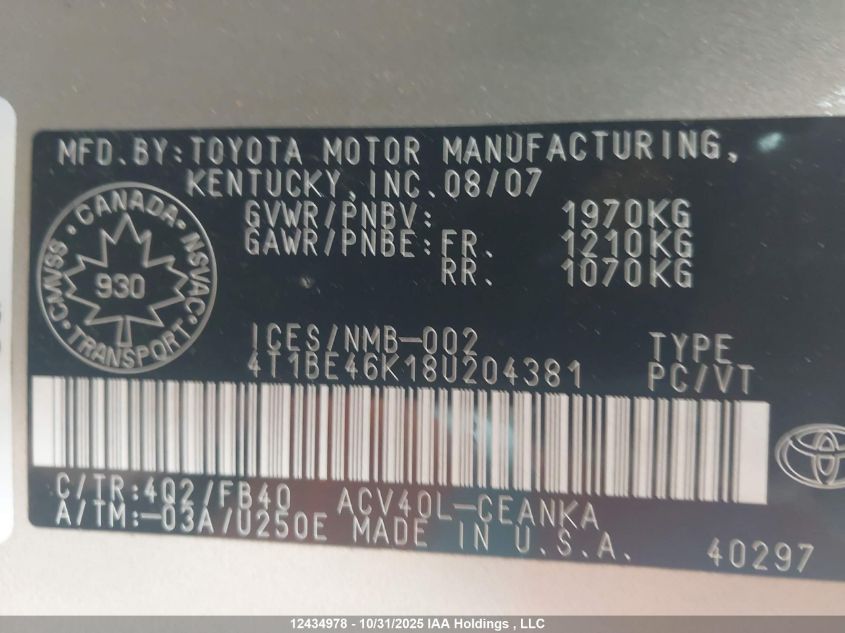 MFD.BY:TOYOTA MOTOR MANUFACTURING,
KENTUCKY,INC.08/07
GVWR/PNBV: 1970KG
GAWR/PNBE:FR. 1210KG
RR. 1070KG
CANADA
CMVSS NSVAC
930
TRANSPORT
ICES/NMB-002
4T1BE46K18U204381
TYPE
PC/VT
C/TR:4Q2/FB40 ACV40L-CEANKA
A/TM:-03A/U250E MADE IN U.S.A.
40297
12434978 - 10/31/2025 IAA Holdings , LLC